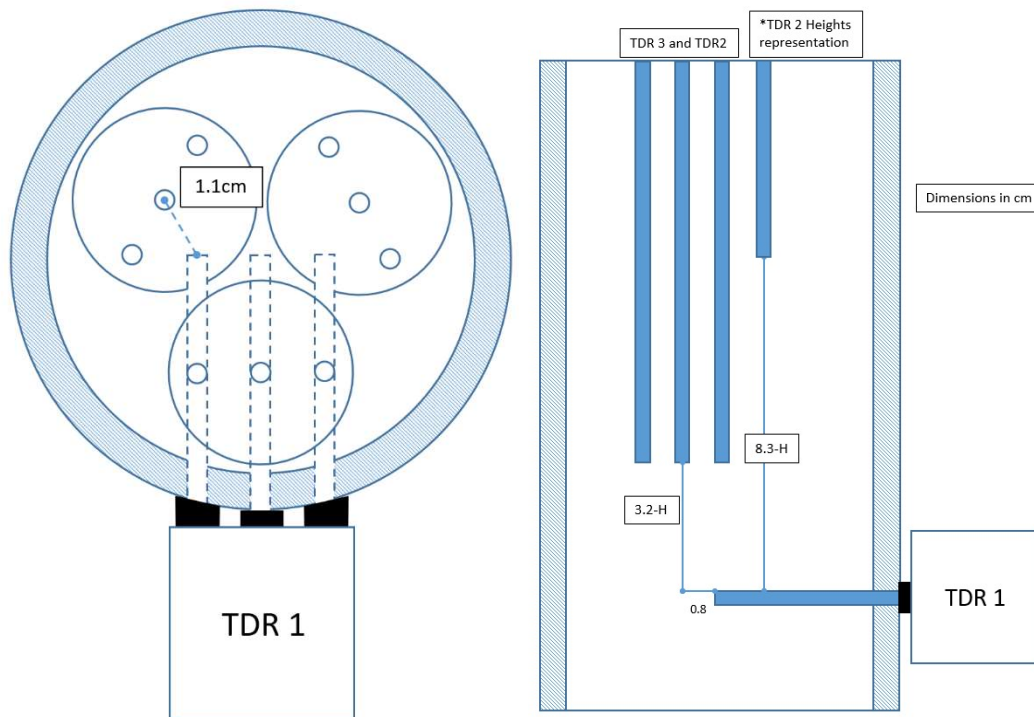 1.1cm
TDR 1
TDR 3 and TDR2
*TDR 2 Heights
representation
Dimensions in cm
8.3-H
3.2-H
0.8
TDR 1